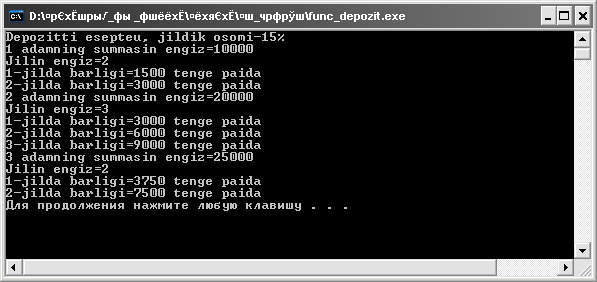 D:\¤рЄхЁшры/_фы _фшёёхЁ\¤ёхяЄхЁ\¤ш_чрфрўш\func_depozit.exe
Depozitti esepteu, jildik osomi-15%
1 adamning summasin engiz=10000
Jilin engiz=2
1-jilda barligi=1500 tenge paida
2-jilda barligi=3000 tenge paida
2 adamning summasin engiz=20000
Jilin engiz=3
1-jilda barligi=3000 tenge paida
2-jilda barligi=6000 tenge paida
3-jilda barligi=9000 tenge paida
3 adamning summasin engiz=25000
Jilin engiz=2
1-jilda barligi=3750 tenge paida
2-jilda barligi=7500 tenge paida
Для продолжения нажмите любую клавишу . . .